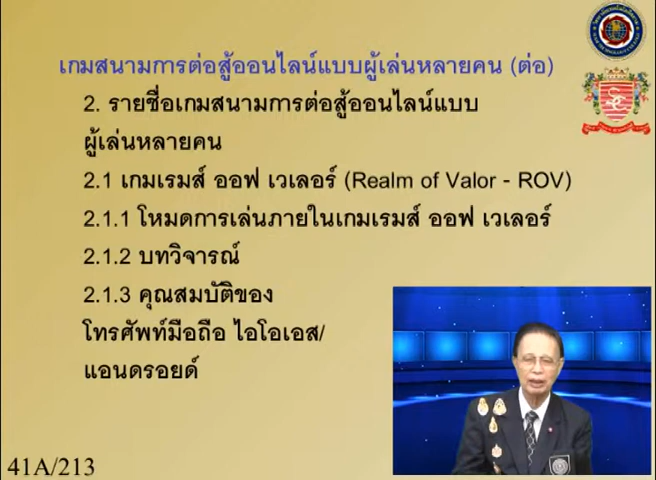 เกมสนามการต่อสู้ออนไลน์แบบผู้เล่นหลายคน (ต่อ)
2. รายชื่อเกมสนามการต่อสู้ออนไลน์แบบ
ผู้เล่นหลายคน
2.1 เกมเรมส์ ออฟ เวเลอร์ (Realm of Valor - ROV)
2.1.1 โหมดการเล่นภายในเกมเรมส์ ออฟ เวเลอร์
2.1.2 บทวิจารณ์
2.1.3 คุณสมบัติของ
โทรศัพท์มือถือ ไอโอเอส/
แอนดรอยด์
41A/213